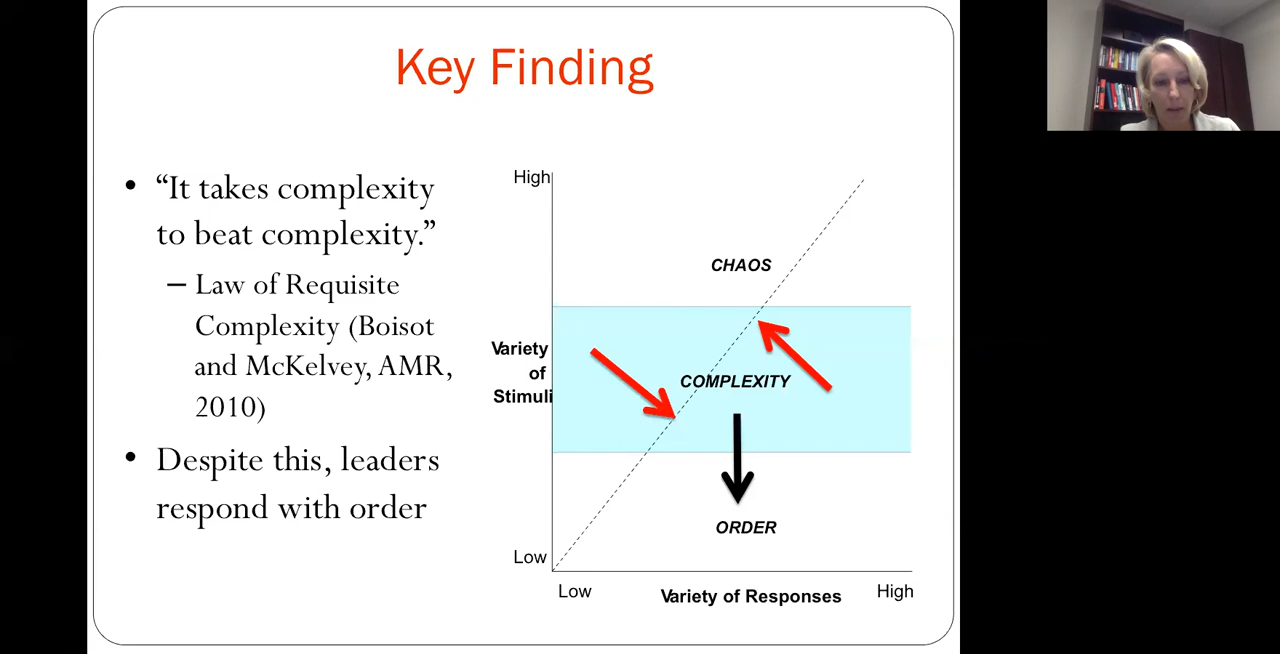 Key Finding
• “It takes complexity
to beat complexity.”
– Law of Requisite
Complexity (Boisot
and McKelvey, AMR,
2010)
• Despite this, leaders
respond with order
High
CHAOS
Variety
of
Stimuli
COMPLEXITY
ORDER
Low
Low
Variety of Responses
High